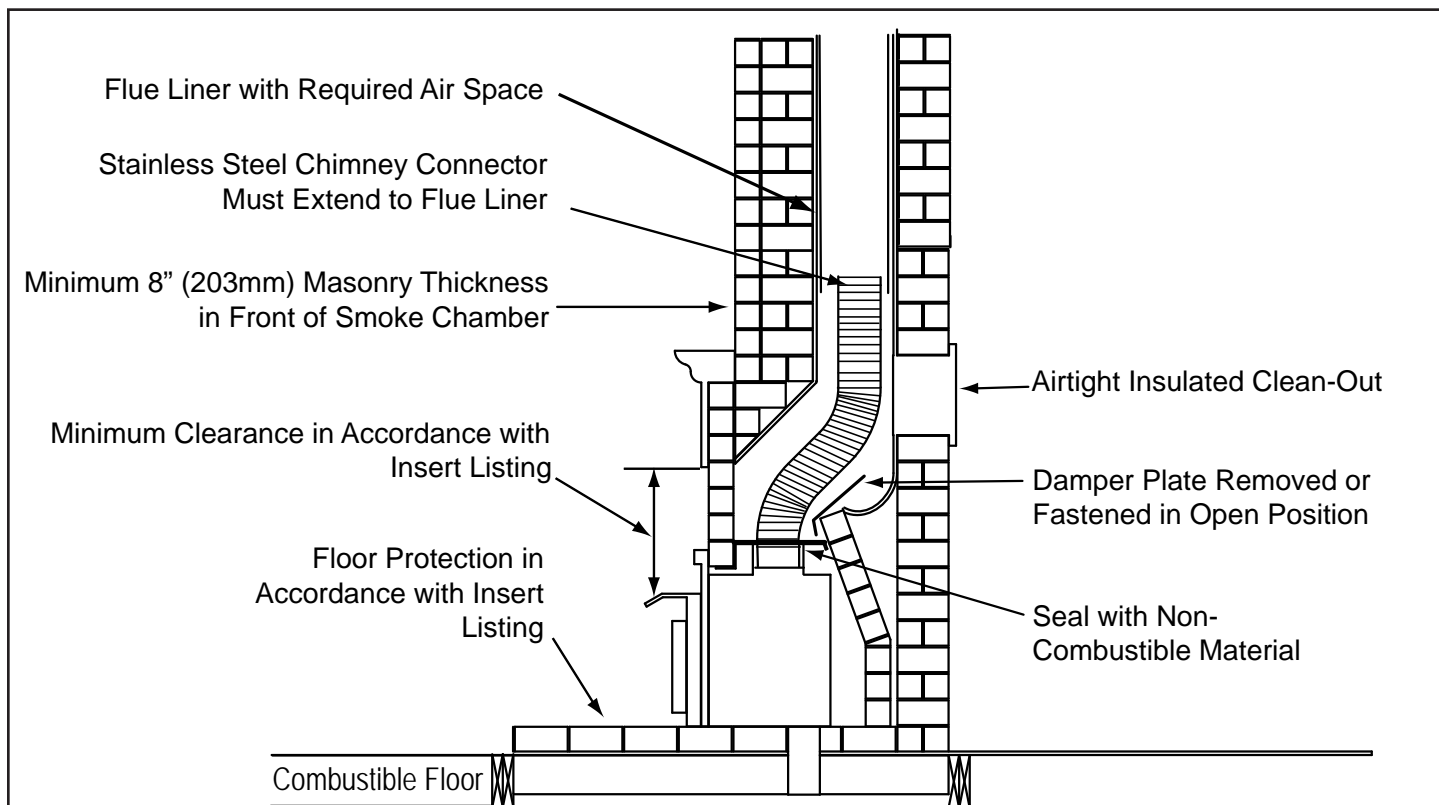 Flue Liner with Required Air Space
Stainless Steel Chimney Connector
Must Extend to Flue Liner
Minimum 8” (203mm) Masonry Thickness
in Front of Smoke Chamber
Minimum Clearance in Accordance with
Insert Listing
Floor Protection in
Accordance with Insert
Listing
Combustible Floor
Airtight Insulated Clean-Out
Damper Plate Removed or
Fastened in Open Position
Seal with Non-
Combustible Material